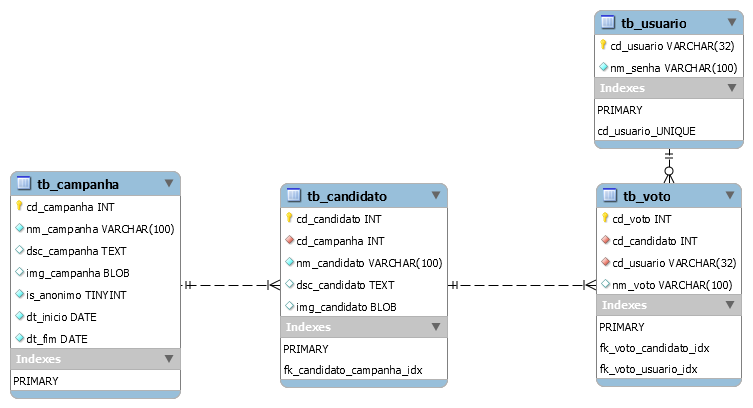 tb_usuario
cd_usuario VARCHAR(32)
nm_senha VARCHAR(100)
Indexes
PRIMARY
cd_usuario_UNIQUE
tb_campanha
cd_campanha INT
nm_campanha VARCHAR(100)
dsc_campanha TEXT
img_campanha BLOB
is_anonimo TINYINT
dt_inicio DATE
dt_fim DATE
Indexes
PRIMARY
tb_candidato
cd_candidato INT
cd_campanha INT
nm_candidato VARCHAR(100)
dsc_candidato TEXT
img_candidato BLOB
Indexes
PRIMARY
fk_candidato_campanha_idx
tb_voto
cd_voto INT
cd_candidato INT
cd_usuario VARCHAR(32)
nm_voto VARCHAR(100)
Indexes
PRIMARY
fk_voto_candidato_idx
fk_voto_usuario_idx